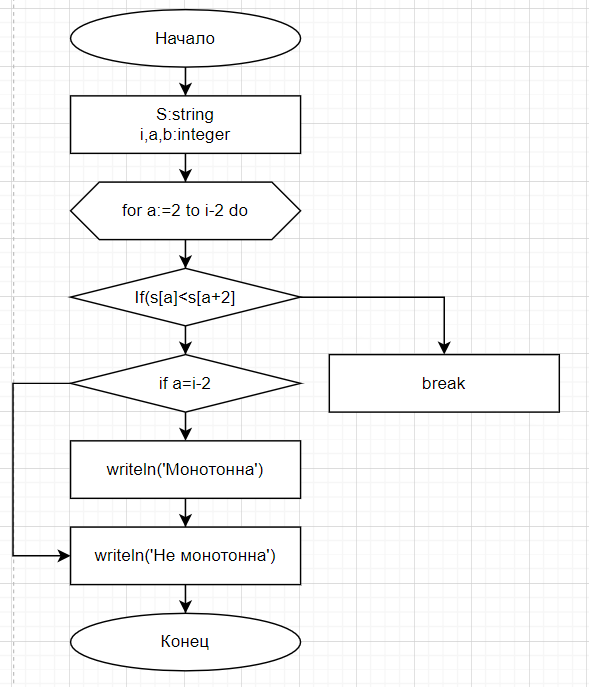 Начало
S:string
i,a,b:integer
for a:=2 to i-2 do
If(s[a]<s[a+2]
if a=i-2
break
writeln('Монотонна')
writeln('Не монотонна')
Конец